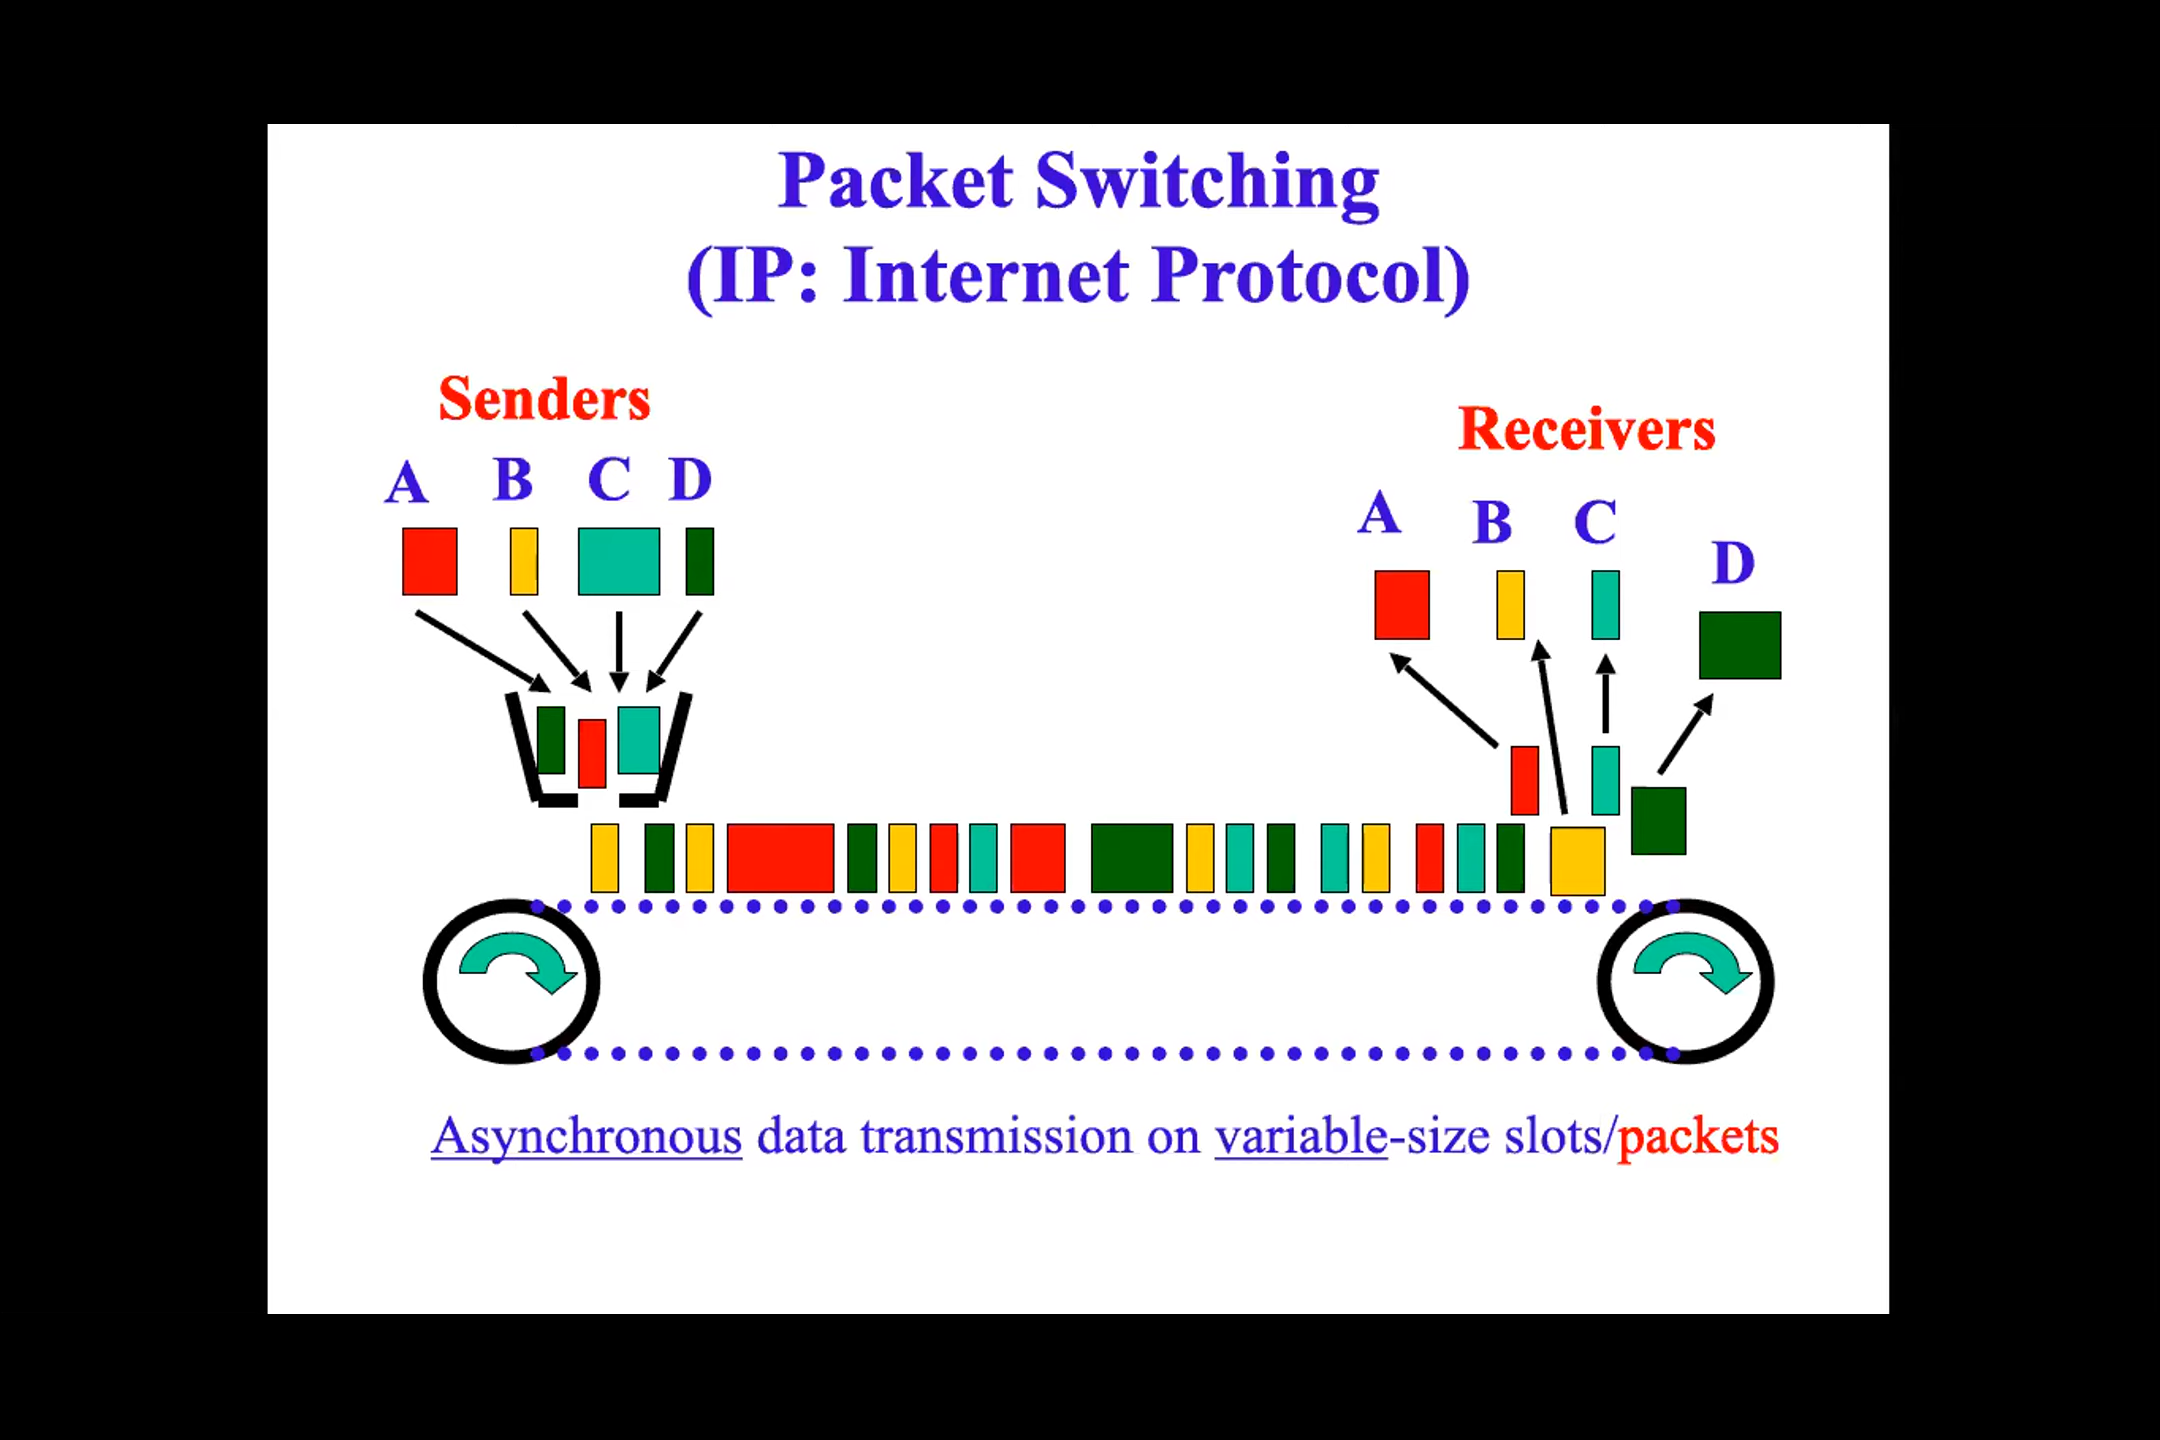 Packet Switching
(IP: Internet Protocol)
Senders
A B C D
Receivers
A B C D
Asynchronous data transmission on variable-size slots/packets